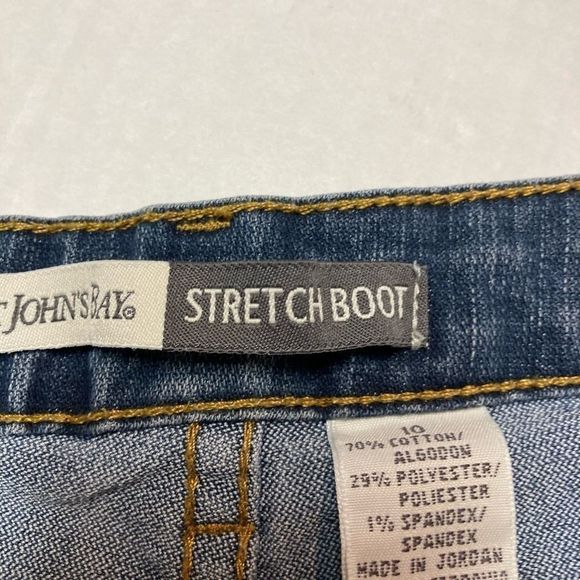 JOHN'S BAY®
STRETCH BOOT
10
70% COTTON/
ALGODON
29% POLYESTER/
POLIESTER
1% SPANDEX/
SPANDEX
MADE IN JORDAN